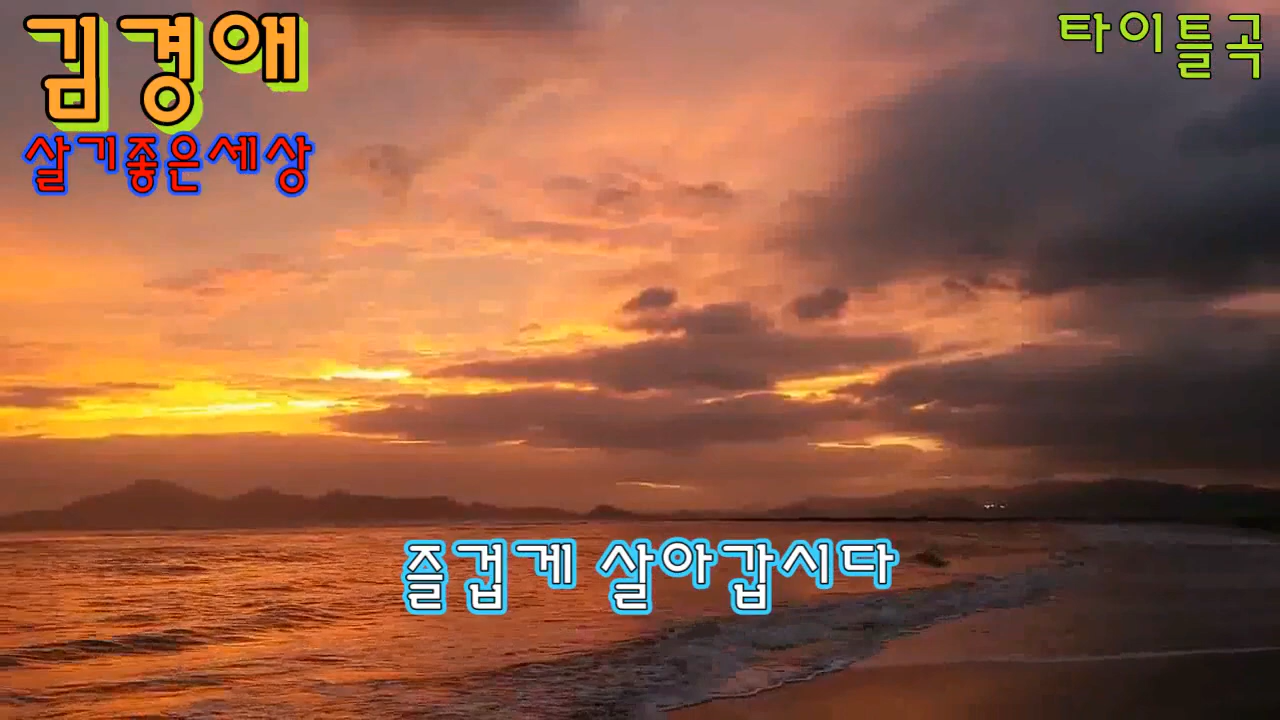 김경애
타이틀곡
살기좋은세상
즐겁게 살아갑시다